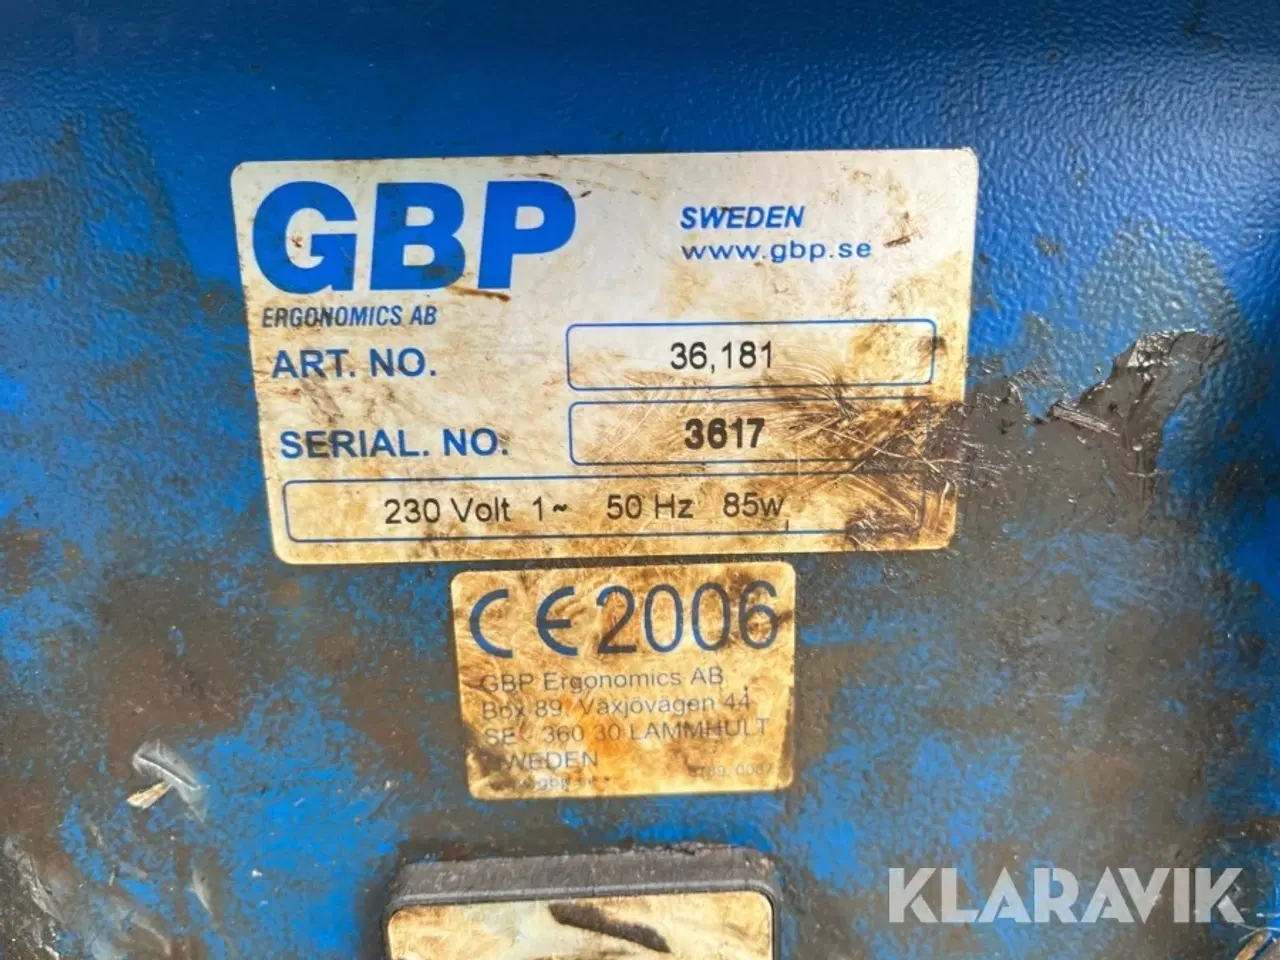 GBP
SWEDEN
www.gbp.se
ERGONOMICS AB
ART. NO. 36,181
SERIAL. NO. 3617
230 Volt 1~ 50 Hz 85w
CE 2006
GBP Ergonomics AB
Box 89, Växjövägen 44
SE - 360 30 LAMMHULT
SWEDEN
KLARAVIK